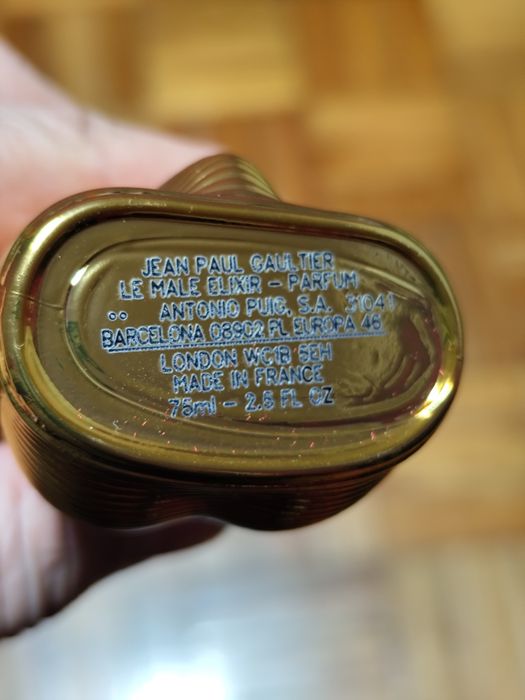 JEAN PAUL GAULTIER
LE MALE ELIXIR – PARFUM
ANTONIO PUIG, S.A. 31041
BARCELONA 08902 PL EUROPA 46
LONDON WC1B 5EH
MADE IN FRANCE
75ml – 2.5 FL OZ